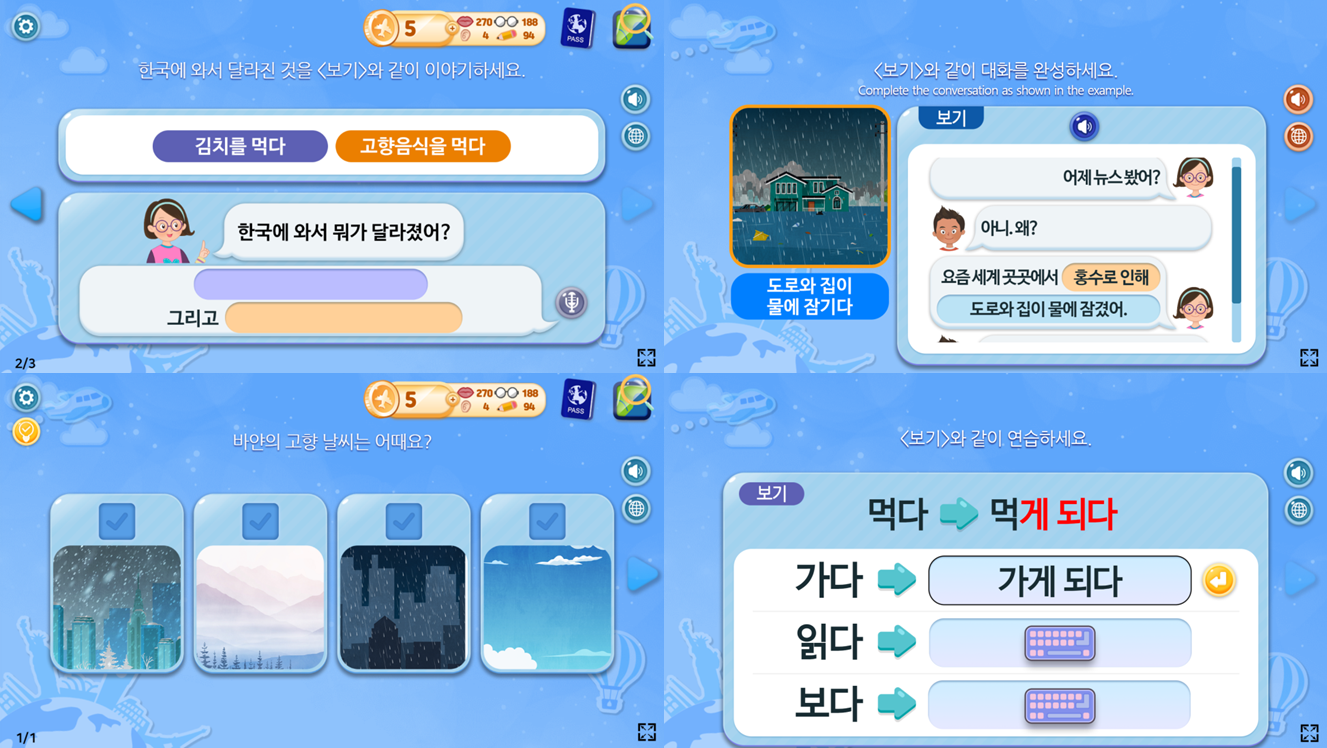 5
270
188
4
94
PASS
한국에 와서 달라진 것을 <보기>와 같이 이야기하세요.
김치를 먹다
고향음식을 먹다
한국에 와서 뭐가 달라졌어?
그리고
2/3
<보기>와 같이 대화를 완성하세요.
Complete the conversation as shown in the example.
도로와 집이
물에 잠기다
보기
어제 뉴스 봤어?
아니. 왜?
요즘 세계 곳곳에서 홍수로 인해
도로와 집이 물에 잠겼어.
5
270
188
4
94
PASS
바얀의 고향 날씨는 어때요?
1/1
<보기>와 같이 연습하세요.
보기
먹다 먹게 되다
가다 가게 되다
읽다
보다